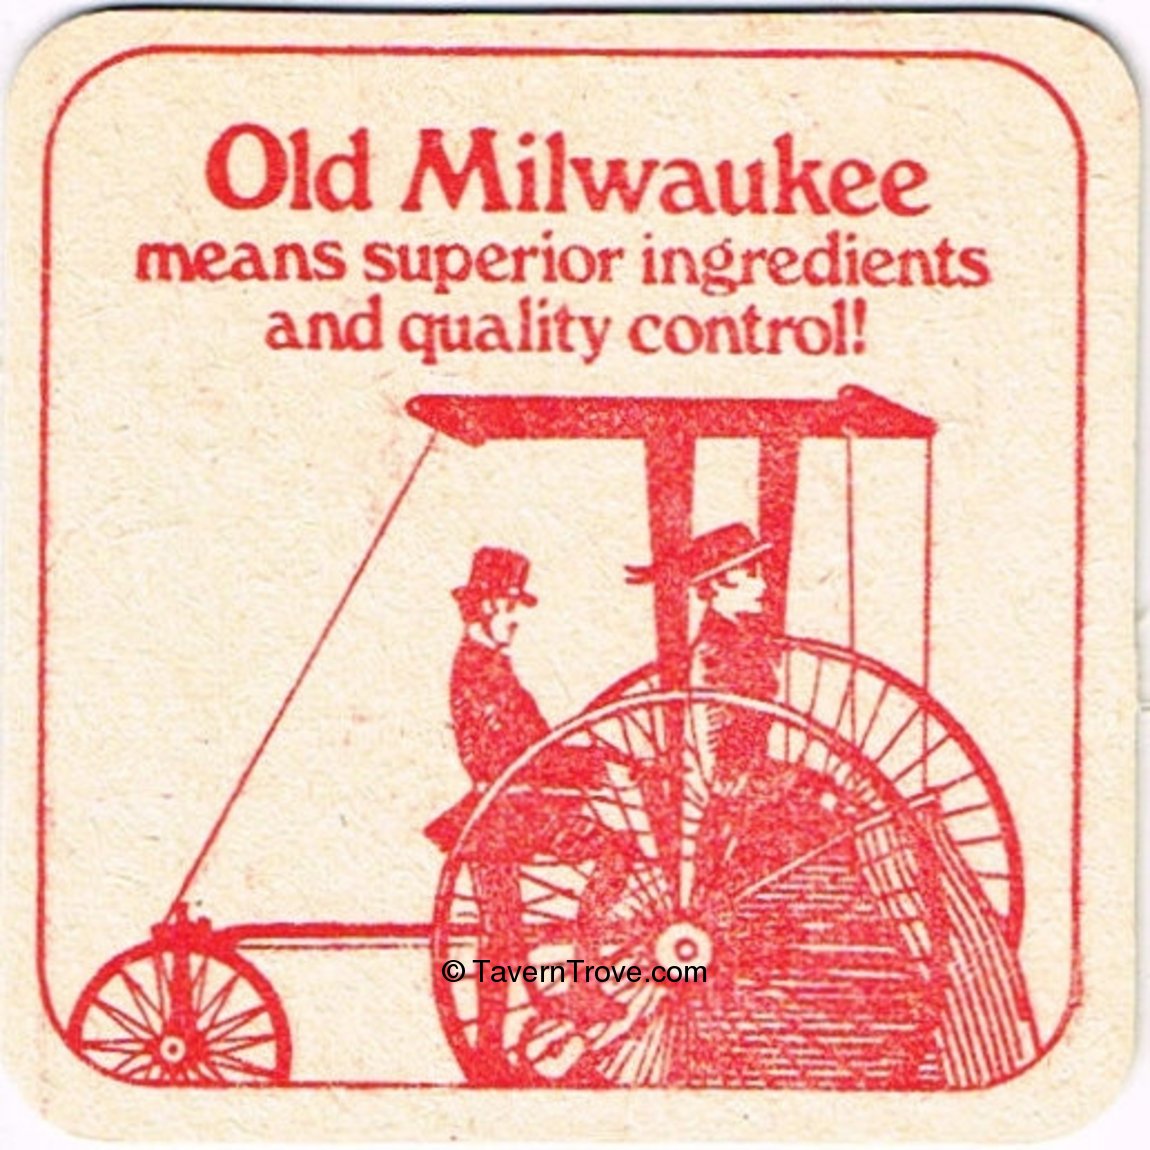 Old Milwaukee
means superior ingredients
and quality control!
© TavernTrove.com